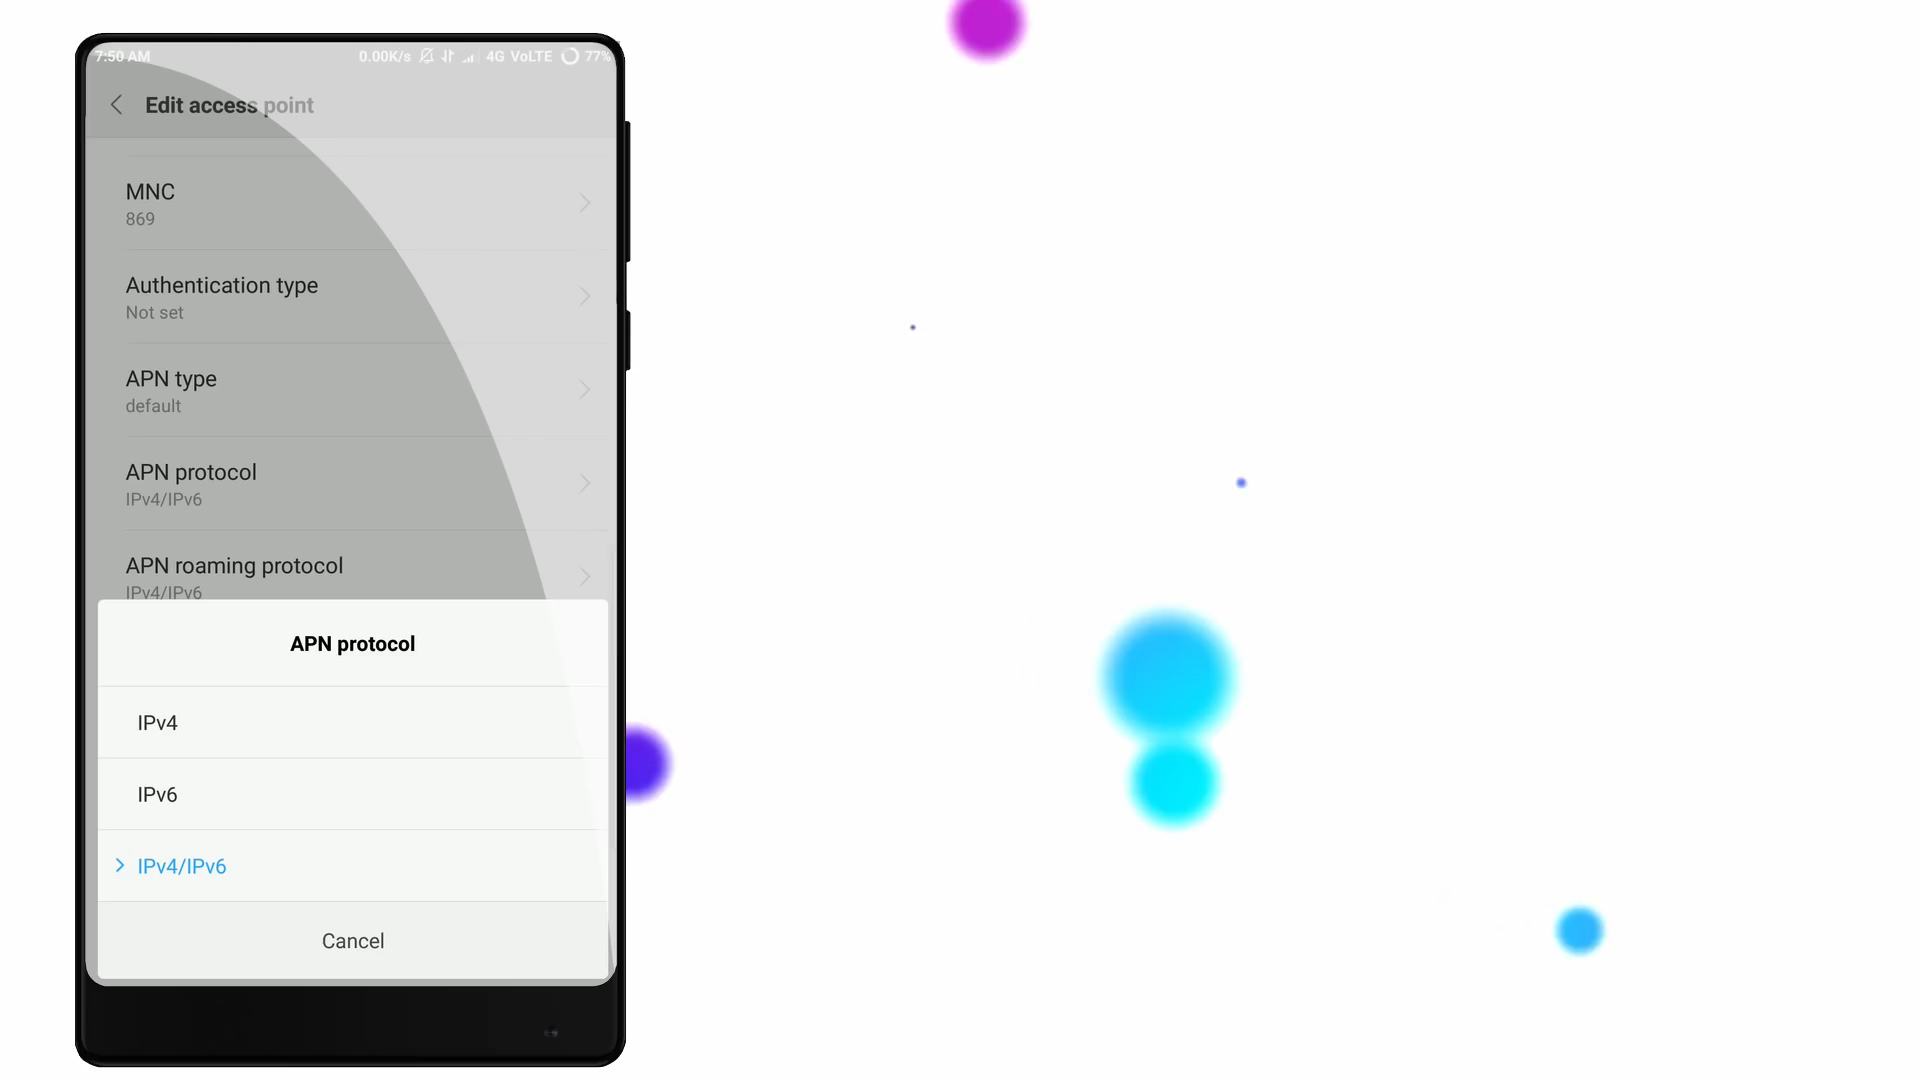 7:50 AM 0.00K/s 4G VoLTE 77%
Edit access point
MNC
869
Authentication type
Not set
APN type
default
APN protocol
IPv4/IPv6
APN roaming protocol
IPv4/IPv6
APN protocol
IPv4
IPv6
IPv4/IPv6
Cancel